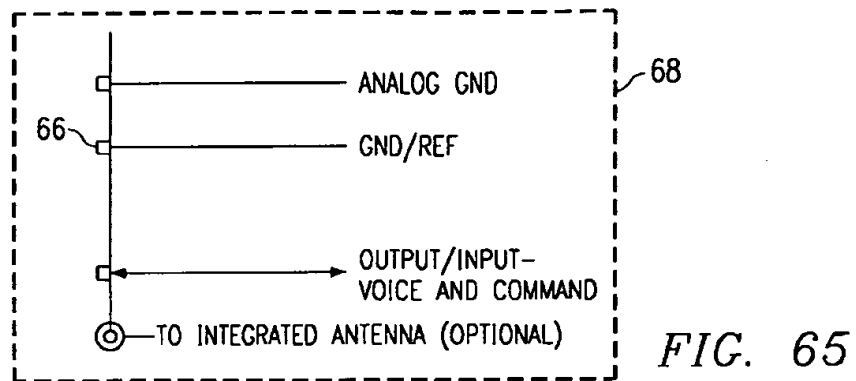 68
ANALOG GND
66
GND/REF
OUTPUT/INPUT-
VOICE AND COMMAND
TO INTEGRATED ANTENNA (OPTIONAL)
FIG. 65